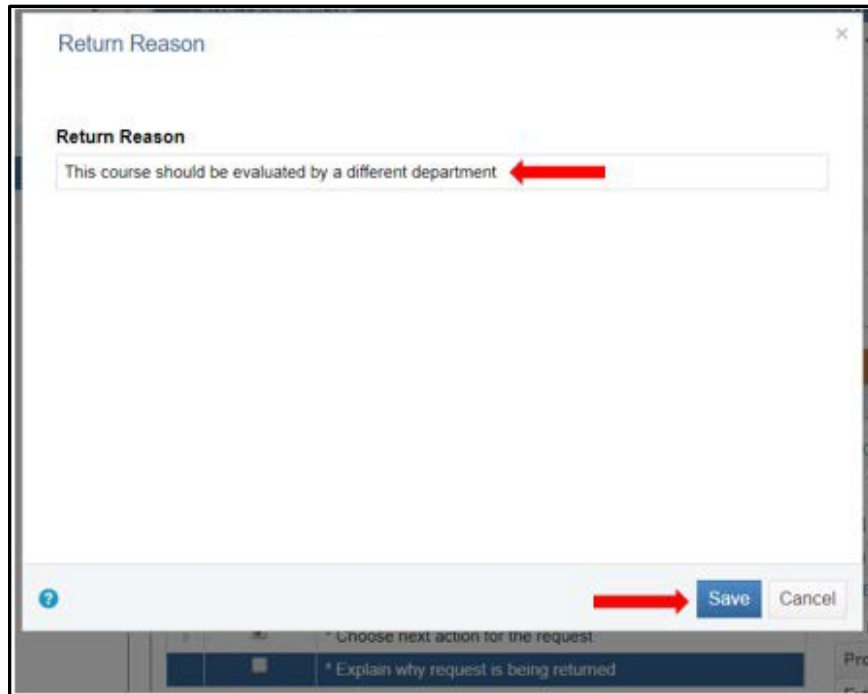 Return Reason
×
Return Reason
This course should be evaluated by a different department
? Save Cancel
* Choose next action for the request
* Explain why request is being returned
Pro